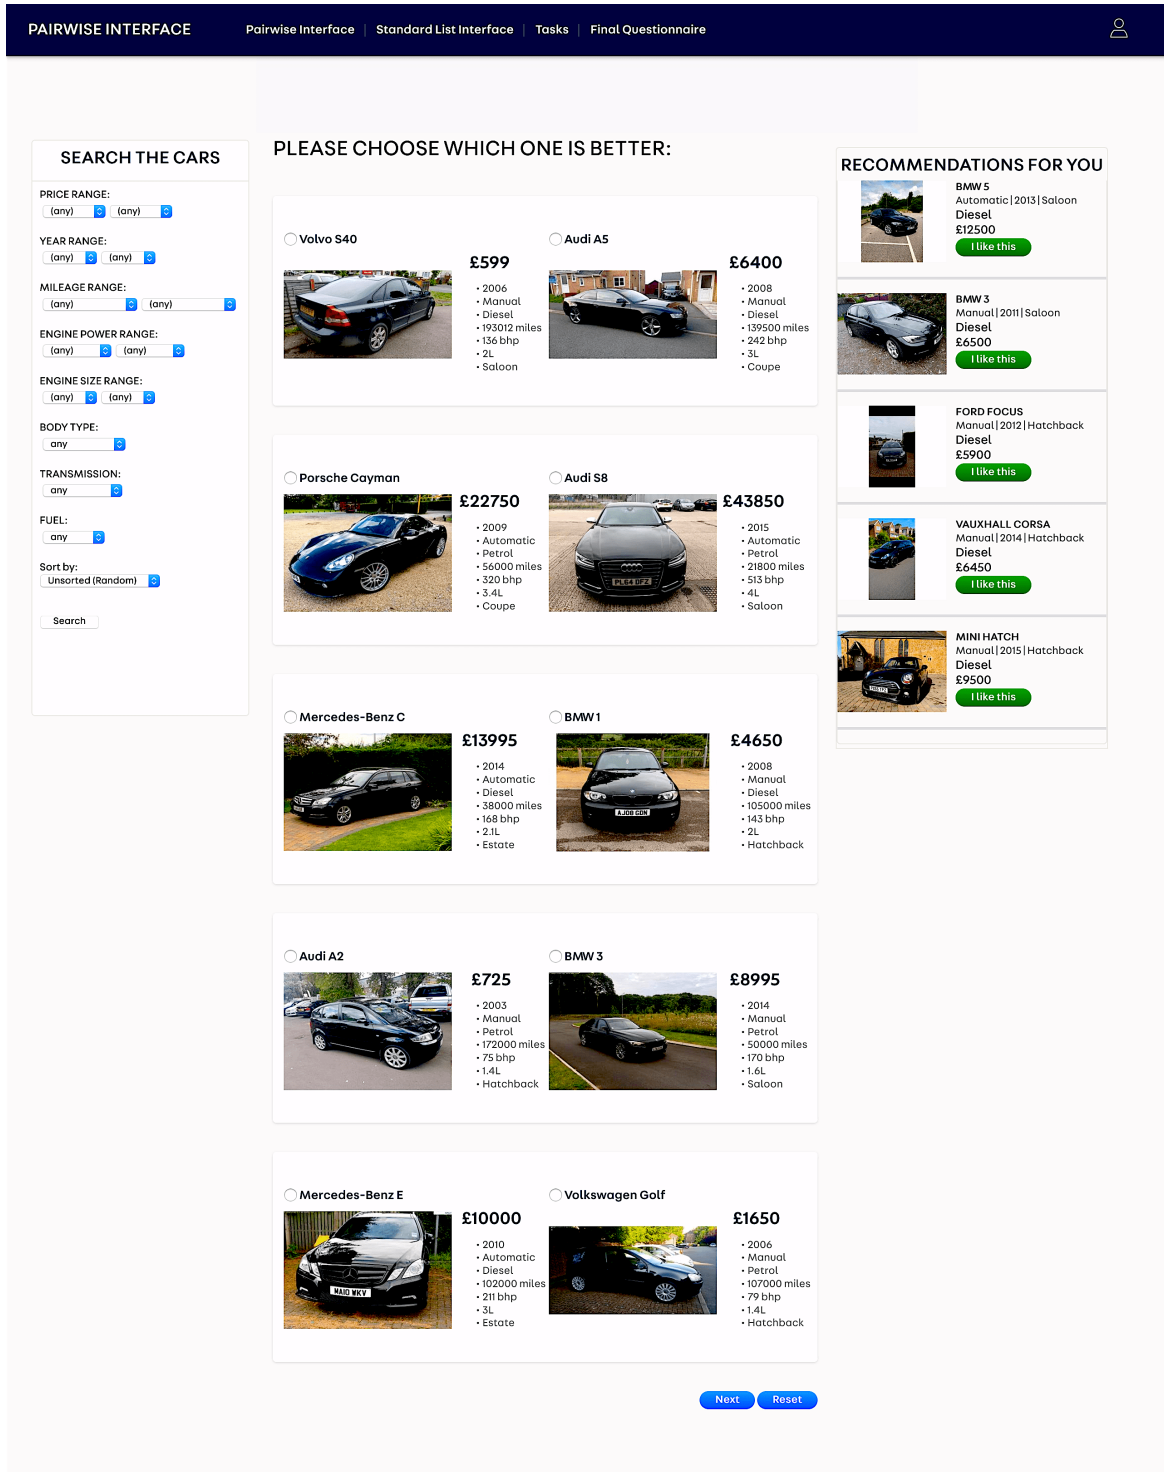 PAIRWISE INTERFACE
Pairwise Interface | Standard List Interface | Tasks | Final Questionnaire
SEARCH THE CARS
PRICE RANGE:
(any) (any)
YEAR RANGE:
(any) (any)
MILEAGE RANGE:
(any) (any)
ENGINE POWER RANGE:
(any) (any)
ENGINE SIZE RANGE:
(any) (any)
BODY TYPE:
any
TRANSMISSION:
any
FUEL:
any
Sort by:
Unsorted (Random)
Search
PLEASE CHOOSE WHICH ONE IS BETTER:
Volvo S40
£599
• 2006
• Manual
• Diesel
• 193012 miles
• 136 bhp
• 2L
• Saloon
Audi A5
£6400
• 2008
• Manual
• Diesel
• 139500 miles
• 242 bhp
• 3L
• Coupe
Porsche Cayman
£22750
• 2009
• Automatic
• Petrol
• 56000 miles
• 320 bhp
• 3.4L
• Coupe
Audi S8
PL64 DFZ
£43850
• 2015
• Automatic
• Petrol
• 21800 miles
• 513 bhp
• 4L
• Saloon
Mercedes-Benz C
£13995
• 2014
• Automatic
• Diesel
• 38000 miles
• 168 bhp
• 2.1L
• Estate
BMW 1
AJ08 GDN
£4650
• 2008
• Manual
• Diesel
• 105000 miles
• 143 bhp
• 2L
• Hatchback
Audi A2
£725
• 2003
• Manual
• Petrol
• 172000 miles
• 75 bhp
• 1.4L
• Hatchback
BMW 3
£8995
• 2014
• Manual
• Petrol
• 50000 miles
• 170 bhp
• 1.6L
• Saloon
Mercedes-Benz E
MA10 WKV
£10000
• 2010
• Automatic
• Diesel
• 102000 miles
• 211 bhp
• 3L
• Estate
Volkswagen Golf
£1650
• 2006
• Manual
• Petrol
• 107000 miles
• 79 bhp
• 1.4L
• Hatchback
Next Reset
RECOMMENDATIONS FOR YOU
BMW 5
Automatic|2013|Saloon
Diesel
£12500
I like this
BMW 3
Manual|2011|Saloon
Diesel
£6500
I like this
FORD FOCUS
Manual|2012|Hatchback
Diesel
£5900
I like this
VAUXHALL CORSA
Manual|2014|Hatchback
Diesel
£6450
I like this
MINI HATCH
Manual|2015|Hatchback
Diesel
£9500
I like this